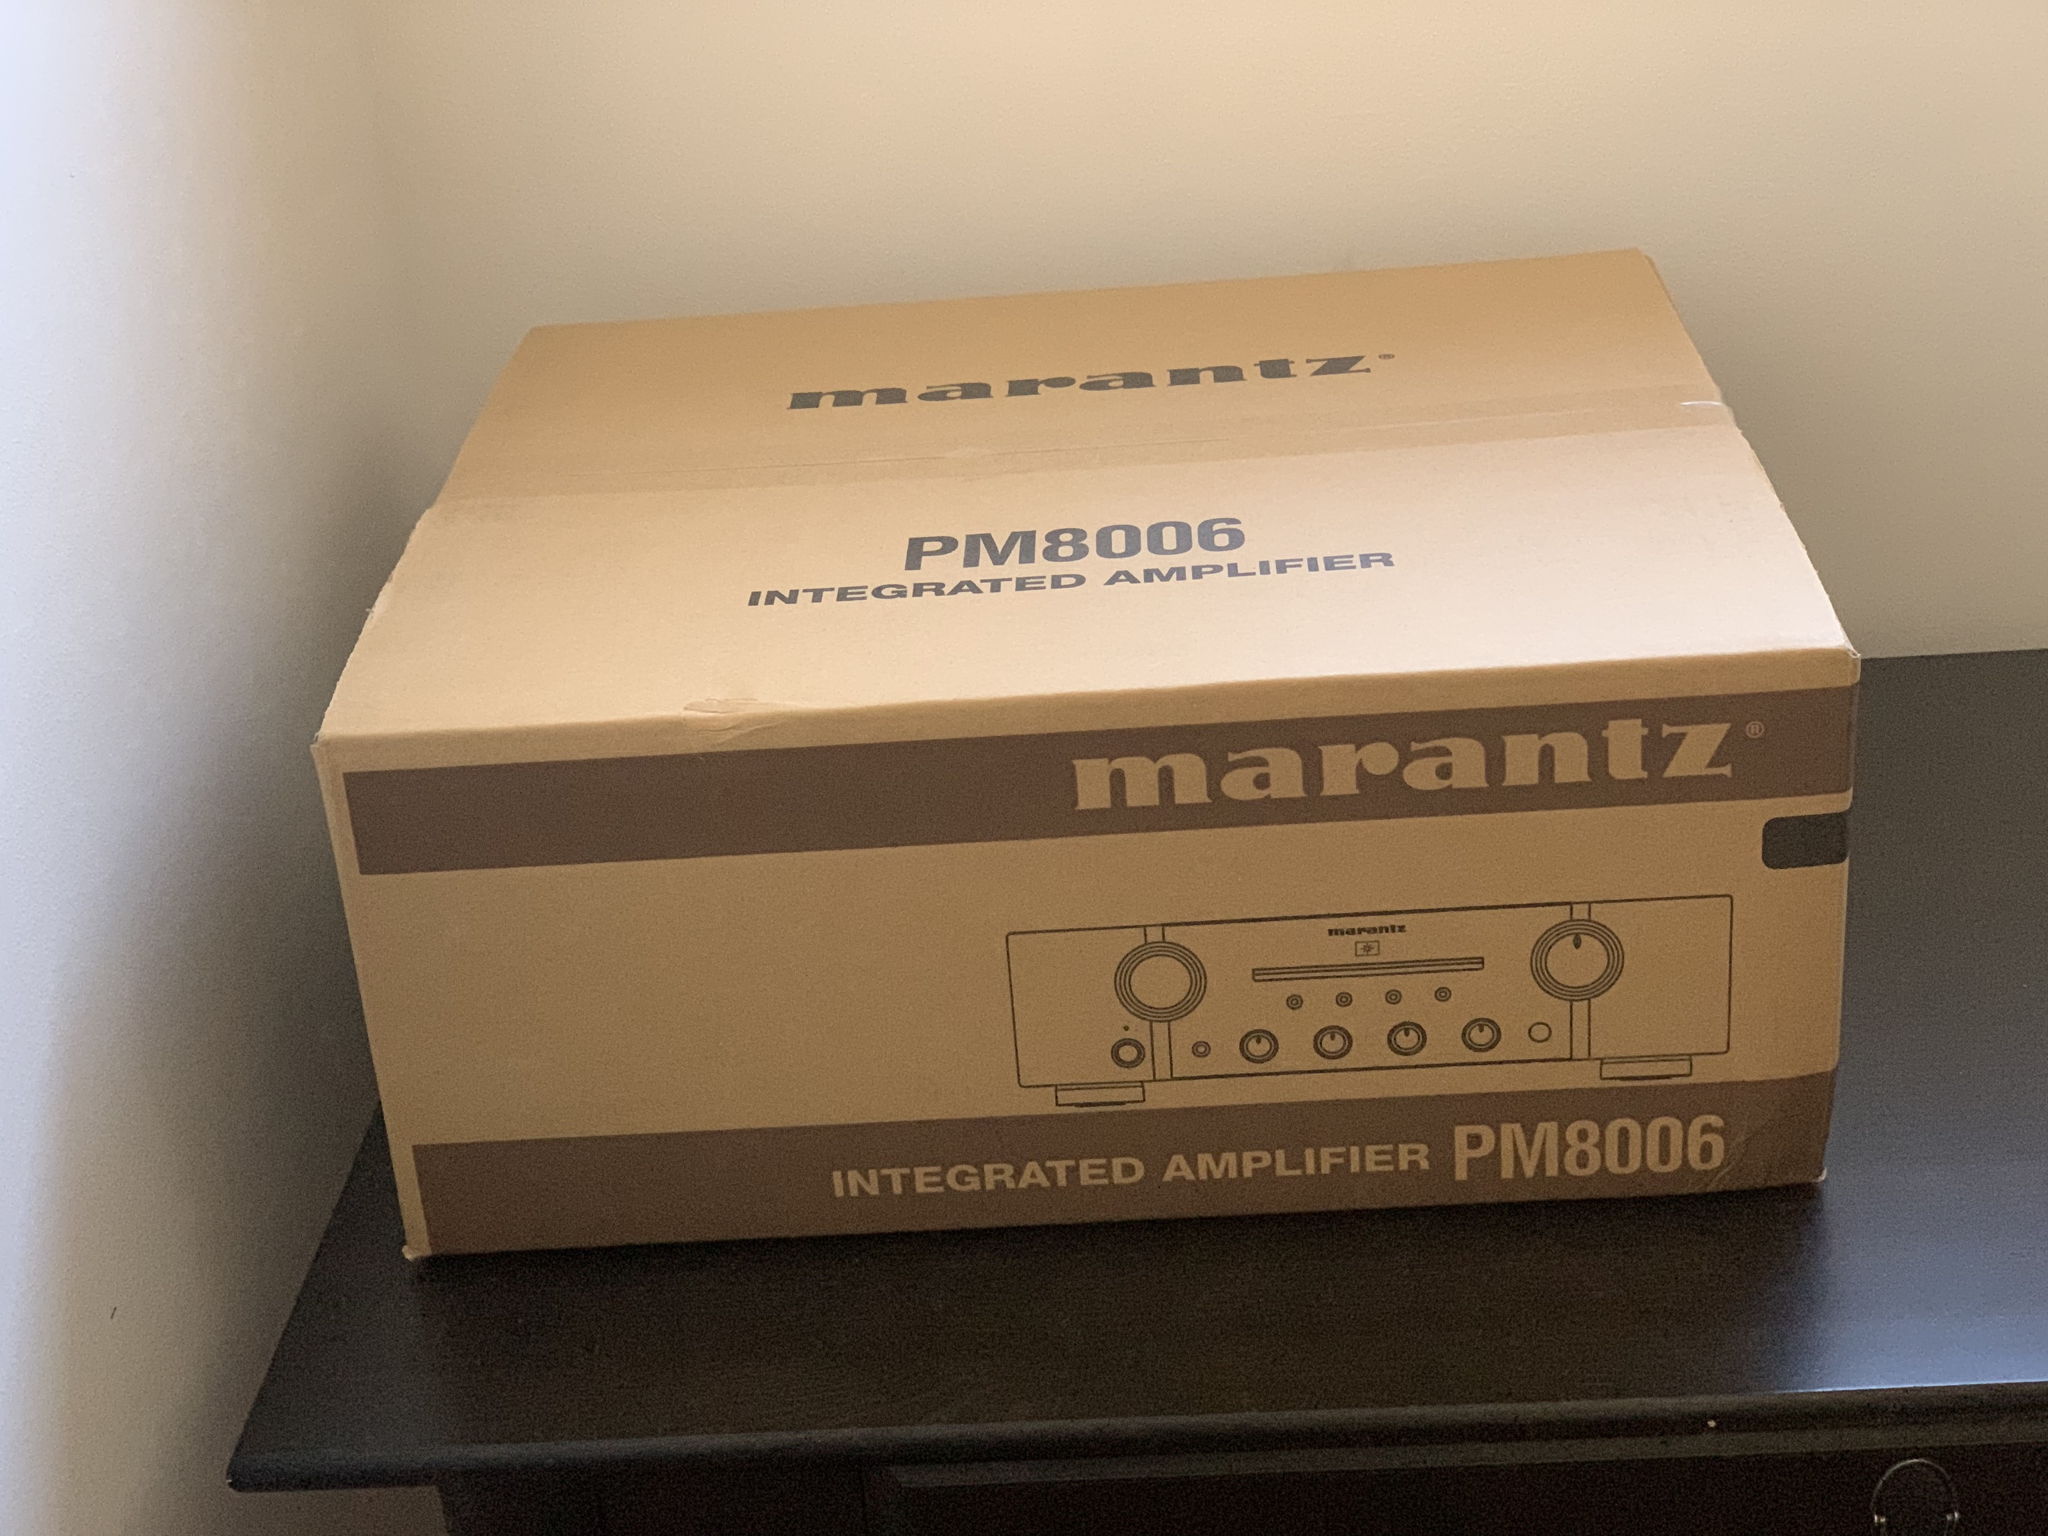 marantz®
PM8006
INTEGRATED AMPLIFIER
marantz®
marantz
INTEGRATED AMPLIFIER PM8006